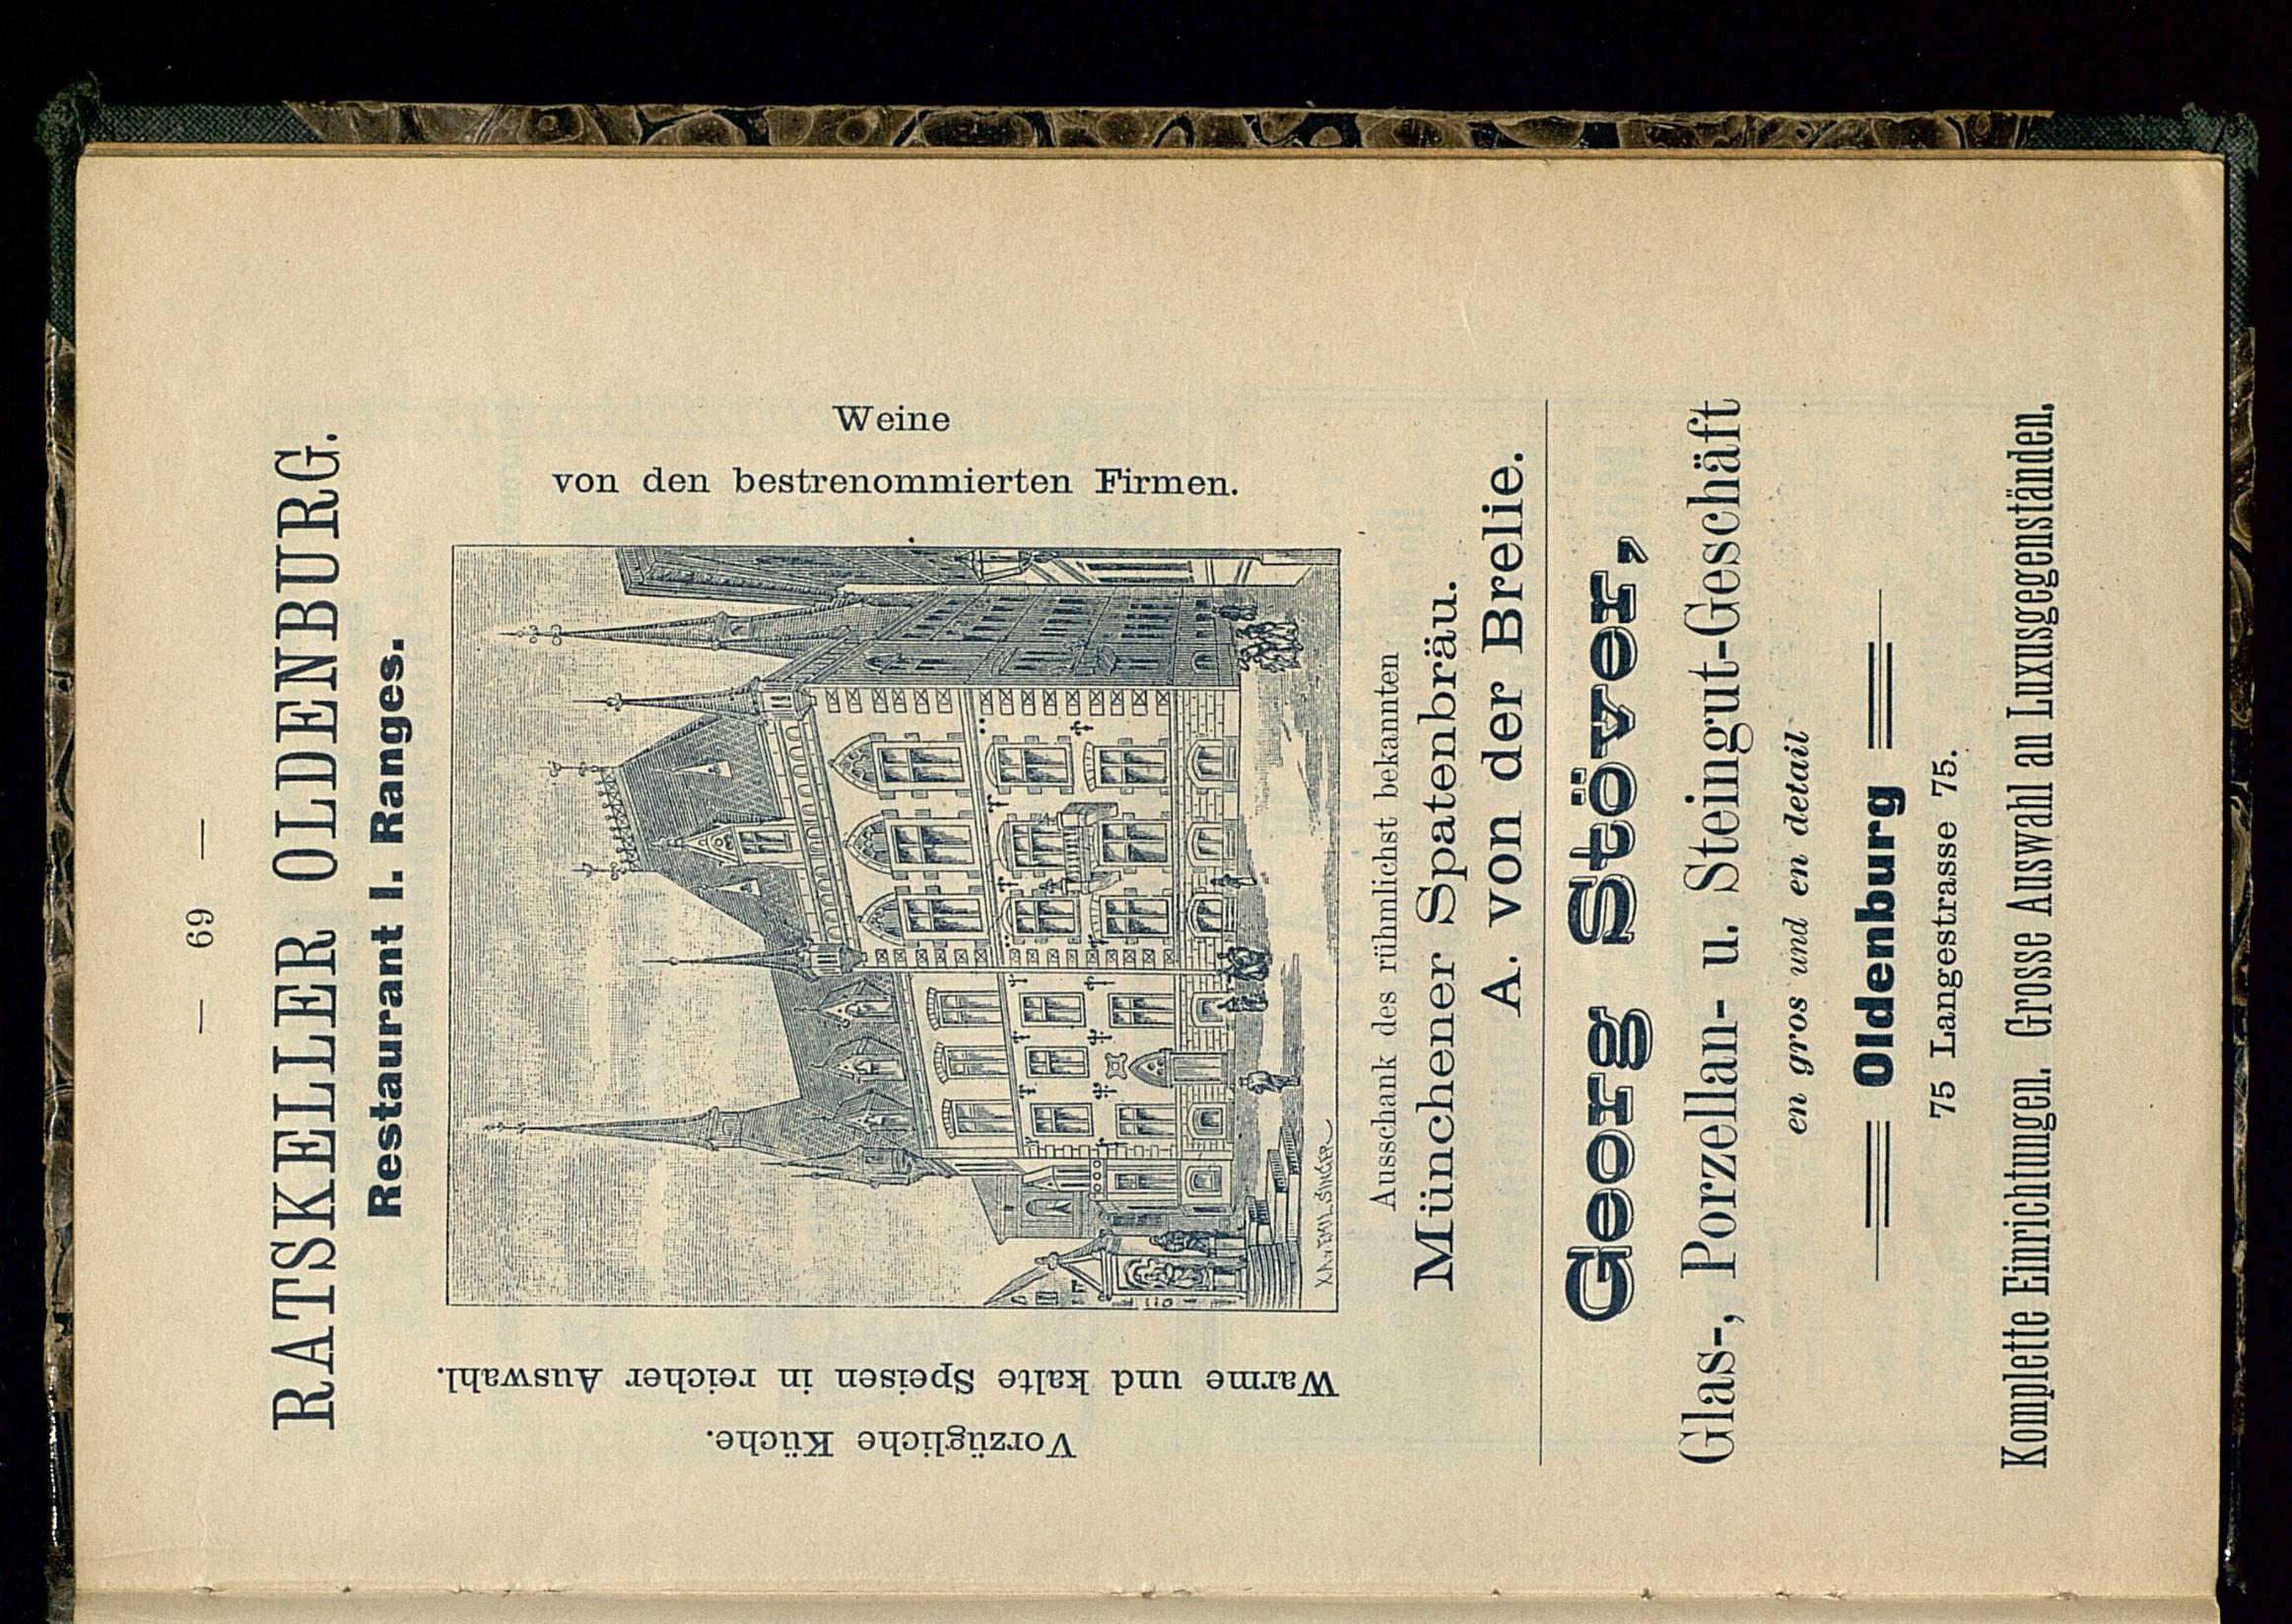 — 69 —
RATSKELLER OLDENBURG.
Restaurant I. Ranges.
Vorzügliche Küche.
Warme und kalte Speisen in reicher Auswahl.
Weine
von den bestrenommierten Firmen.
X.A.v. EMIL SINGER
Ausschank des rühmlichst bekannten
Münchener Spatenbräu.
A. von der Brelie.
Georg Stöver,
Glas-, Porzellan- u. Steingut-Geschäft
en gros und en detail
Oldenburg
75 Langestrasse 75.
Komplette Einrichtungen. Grosse Auswahl an Luxusgegenständen.